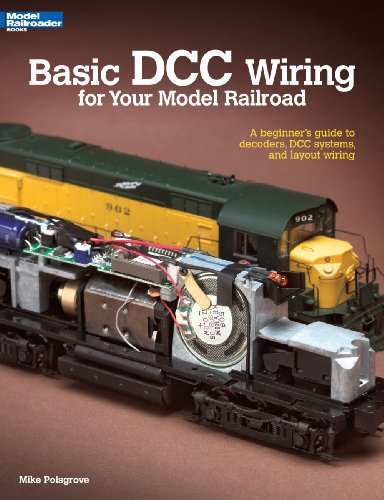 Model
Railroader
BOOKS
Basic DCC Wiring
for Your Model Railroad
A beginner's guide to
decoders, DCC systems,
and layout wiring
902
902
Mike Polsgrove